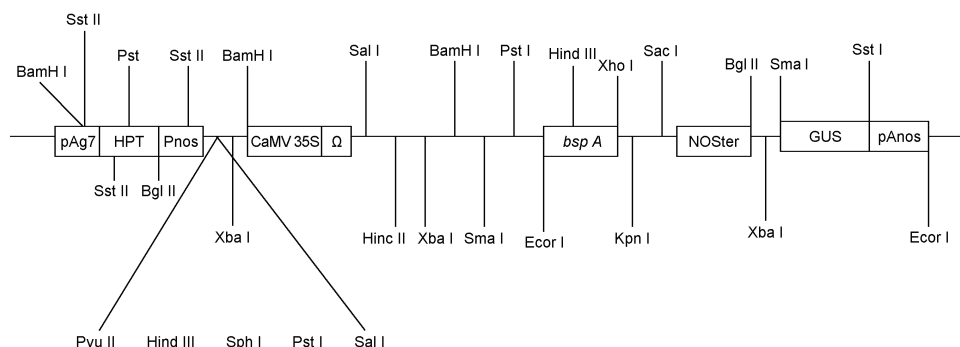 Sst II
Sal I
BamH I
Pst I
Sac I
Sst I
Pst
Sst II
BamH I
Hind III
Xho I
Bgl II
Sma I
BamH I
pAg7
HPT
Pnos
CaMV 35S
Ω
bsp A
NOSter
GUS
pAnos
Sst II
Bgl II
Xba I
Hinc II
Xba I
Sma I
Ecor I
Kpn I
Xba I
Ecor I
Pvu II
Hind III
Sph I
Pst I
Sal I